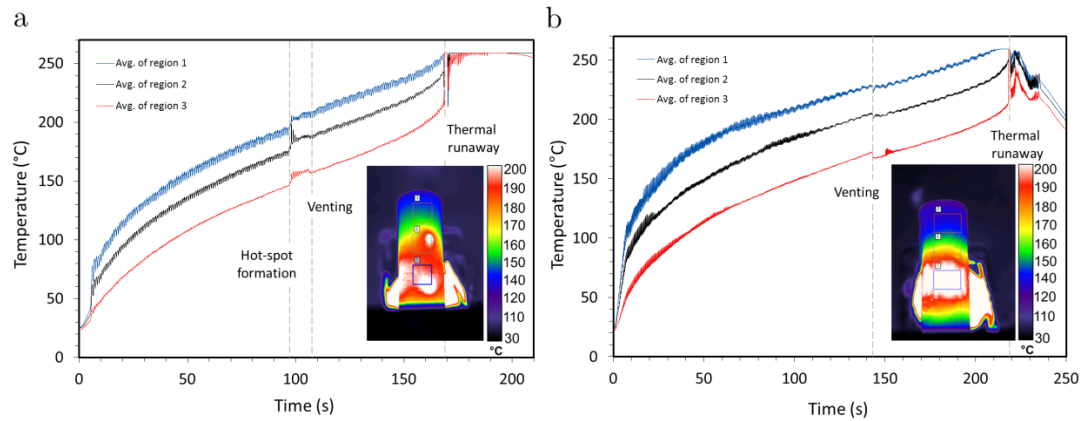 a
250
200
150
100
50
0
Temperature (°C)
Avg. of region 1
Avg. of region 2
Avg. of region 3
Hot-spot
formation
Venting
Thermal
runaway
200
190
180
170
160
150
140
130
120
110
30
°C
0
50
100
150
200
Time (s)
b
250
200
150
100
50
0
Temperature (°C)
Avg. of region 1
Avg. of region 2
Avg. of region 3
Venting
Thermal
runaway
200
190
180
170
160
150
140
130
120
110
30
°C
0
50
100
150
200
250
Time (s)